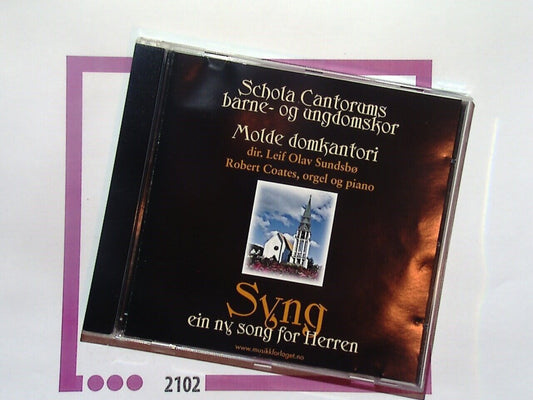 Schola Cantorums
barne- og ungdomskor
Molde domkantori
dir. Leif Olav Sundsbø
Robert Coates, orgel og piano
Syng
ein ny song for Herren
www.musikkforlaget.no
2102